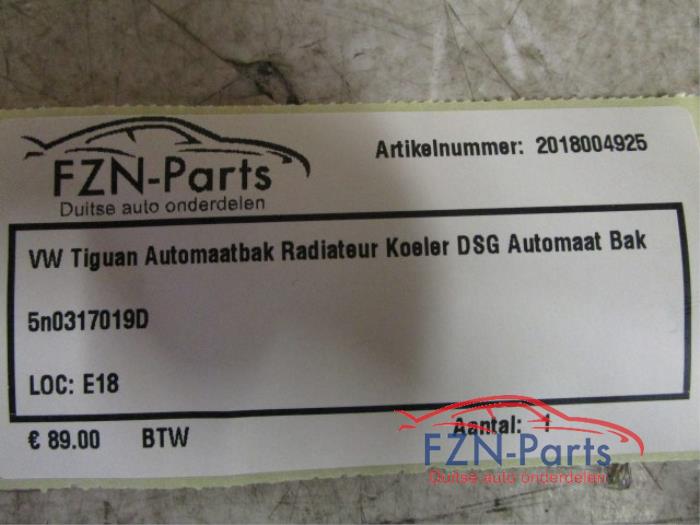 FZN-Parts
Duitse auto onderdelen
Artikelnummer: 2018004925
VW Tiguan Automaatbak Radiateur Koeler DSG Automaat Bak
5n0317019D
LOC: E18
€ 89.00 BTW
Aantal: 1
FZN-Parts
Duitse auto onderdelen